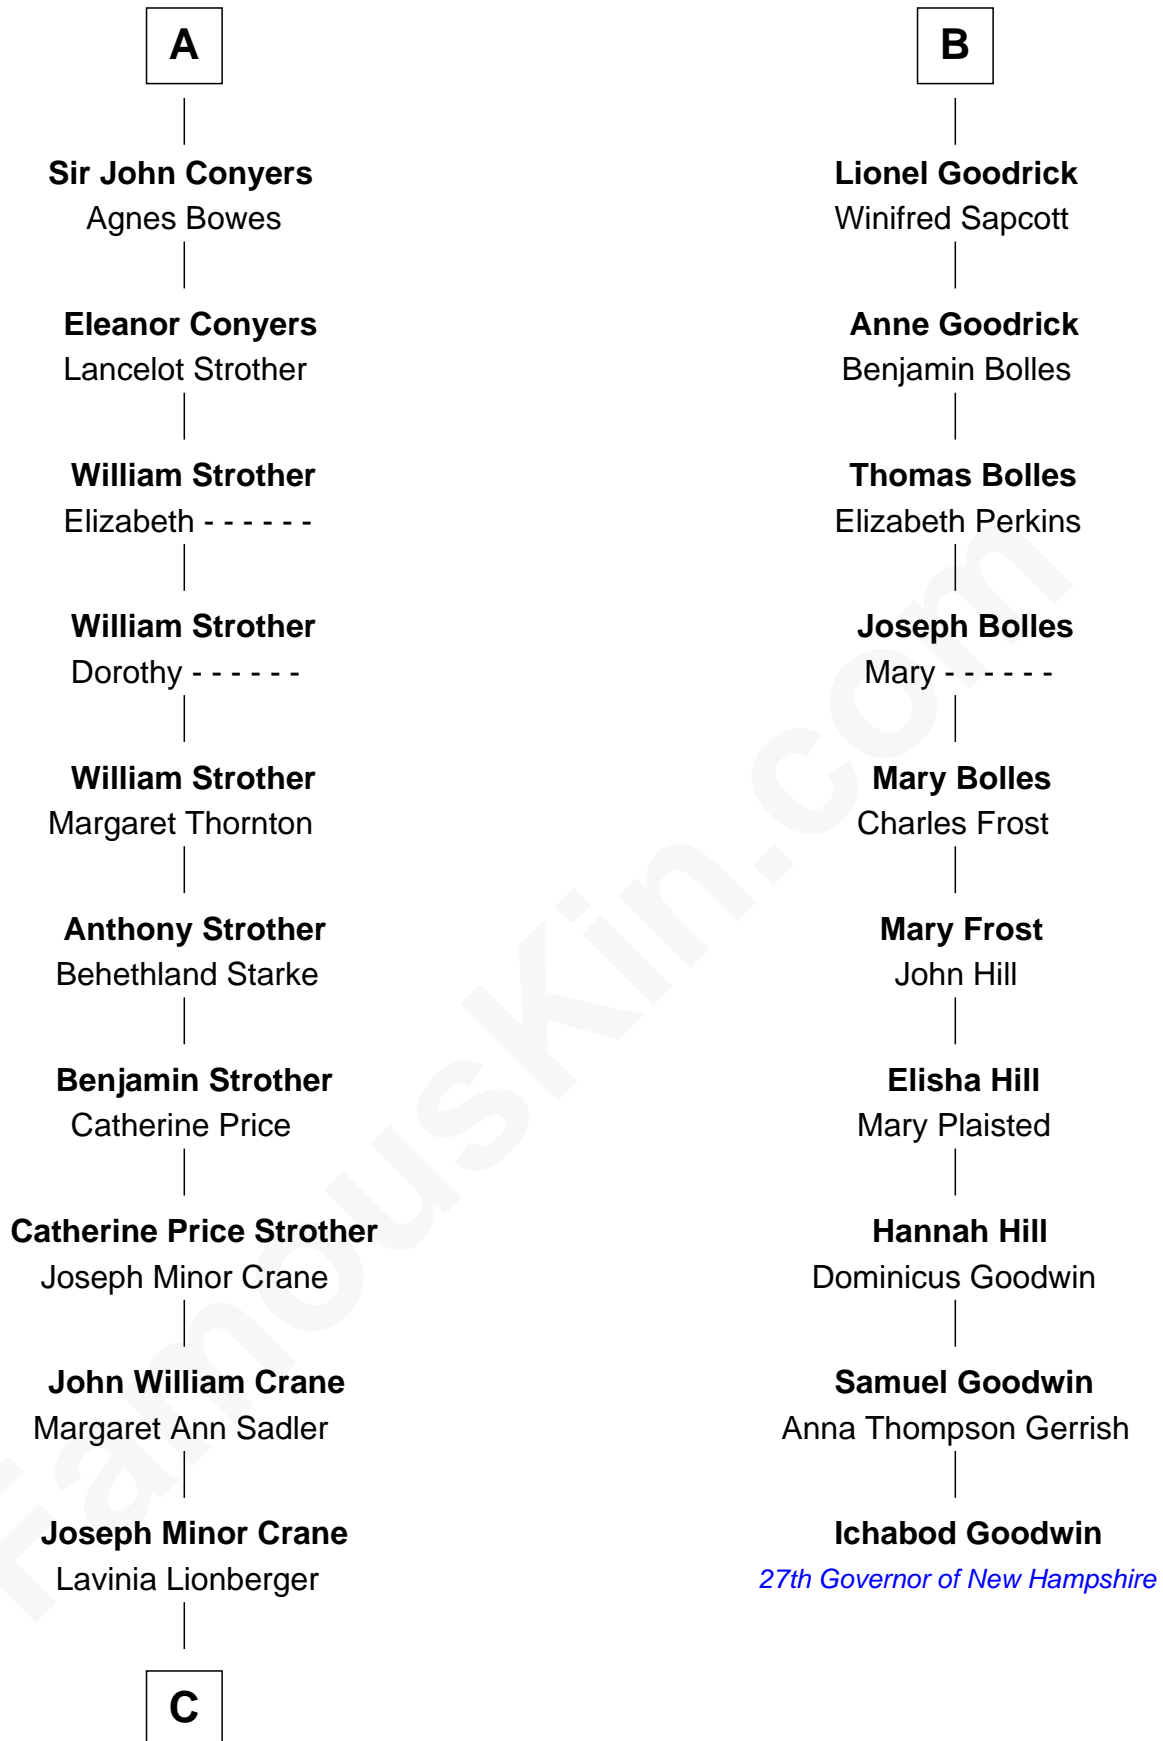 A
Sir John Conyers
Agnes Bowes
Eleanor Conyers
Lancelot Strother
William Strother
Elizabeth - - - - - -
William Strother
Dorothy - - - - - -
William Strother
Margaret Thornton
Anthony Strother
Behethland Starke
Benjamin Strother
Catherine Price
Catherine Price Strother
Joseph Minor Crane
John William Crane
Margaret Ann Sadler
Joseph Minor Crane
Lavinia Lionberger
C
B
Lionel Goodrick
Winifred Sapcott
Anne Goodrick
Benjamin Bolles
Thomas Bolles
Elizabeth Perkins
Joseph Bolles
Mary - - - - - -
Mary Bolles
Charles Frost
Mary Frost
John Hill
Elisha Hill
Mary Plaisted
Hannah Hill
Dominicus Goodwin
Samuel Goodwin
Anna Thompson Gerrish
Ichabod Goodwin
27th Governor of New Hampshire
FamousKin.com